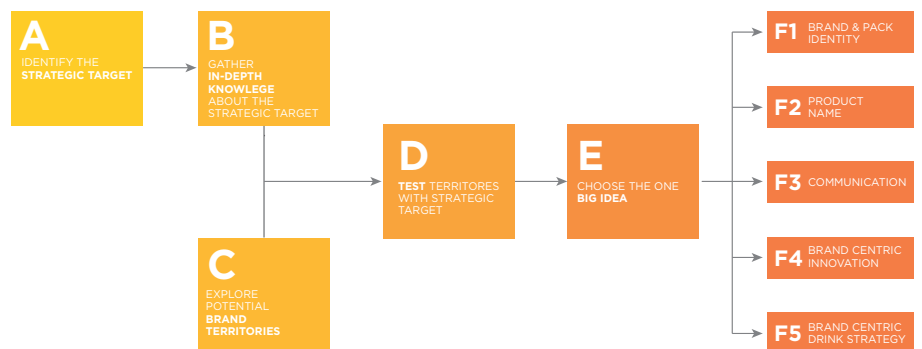 A
IDENTIFY THE
STRATEGIC TARGET
B
GATHER
IN-DEPTH
KNOWLEGE
ABOUT THE
STRATEGIC TARGET
C
EXPLORE
POTENTIAL
BRAND
TERRITORIES
D
TEST TERRITORES
WITH STRATEGIC
TARGET
E
CHOOSE THE ONE
BIG IDEA
F1
BRAND & PACK
IDENTITY
F2
PRODUCT
NAME
F3
COMMUNICATION
F4
BRAND CENTRIC
INNOVATION
F5
BRAND CENTRIC
DRINK STRATEGY